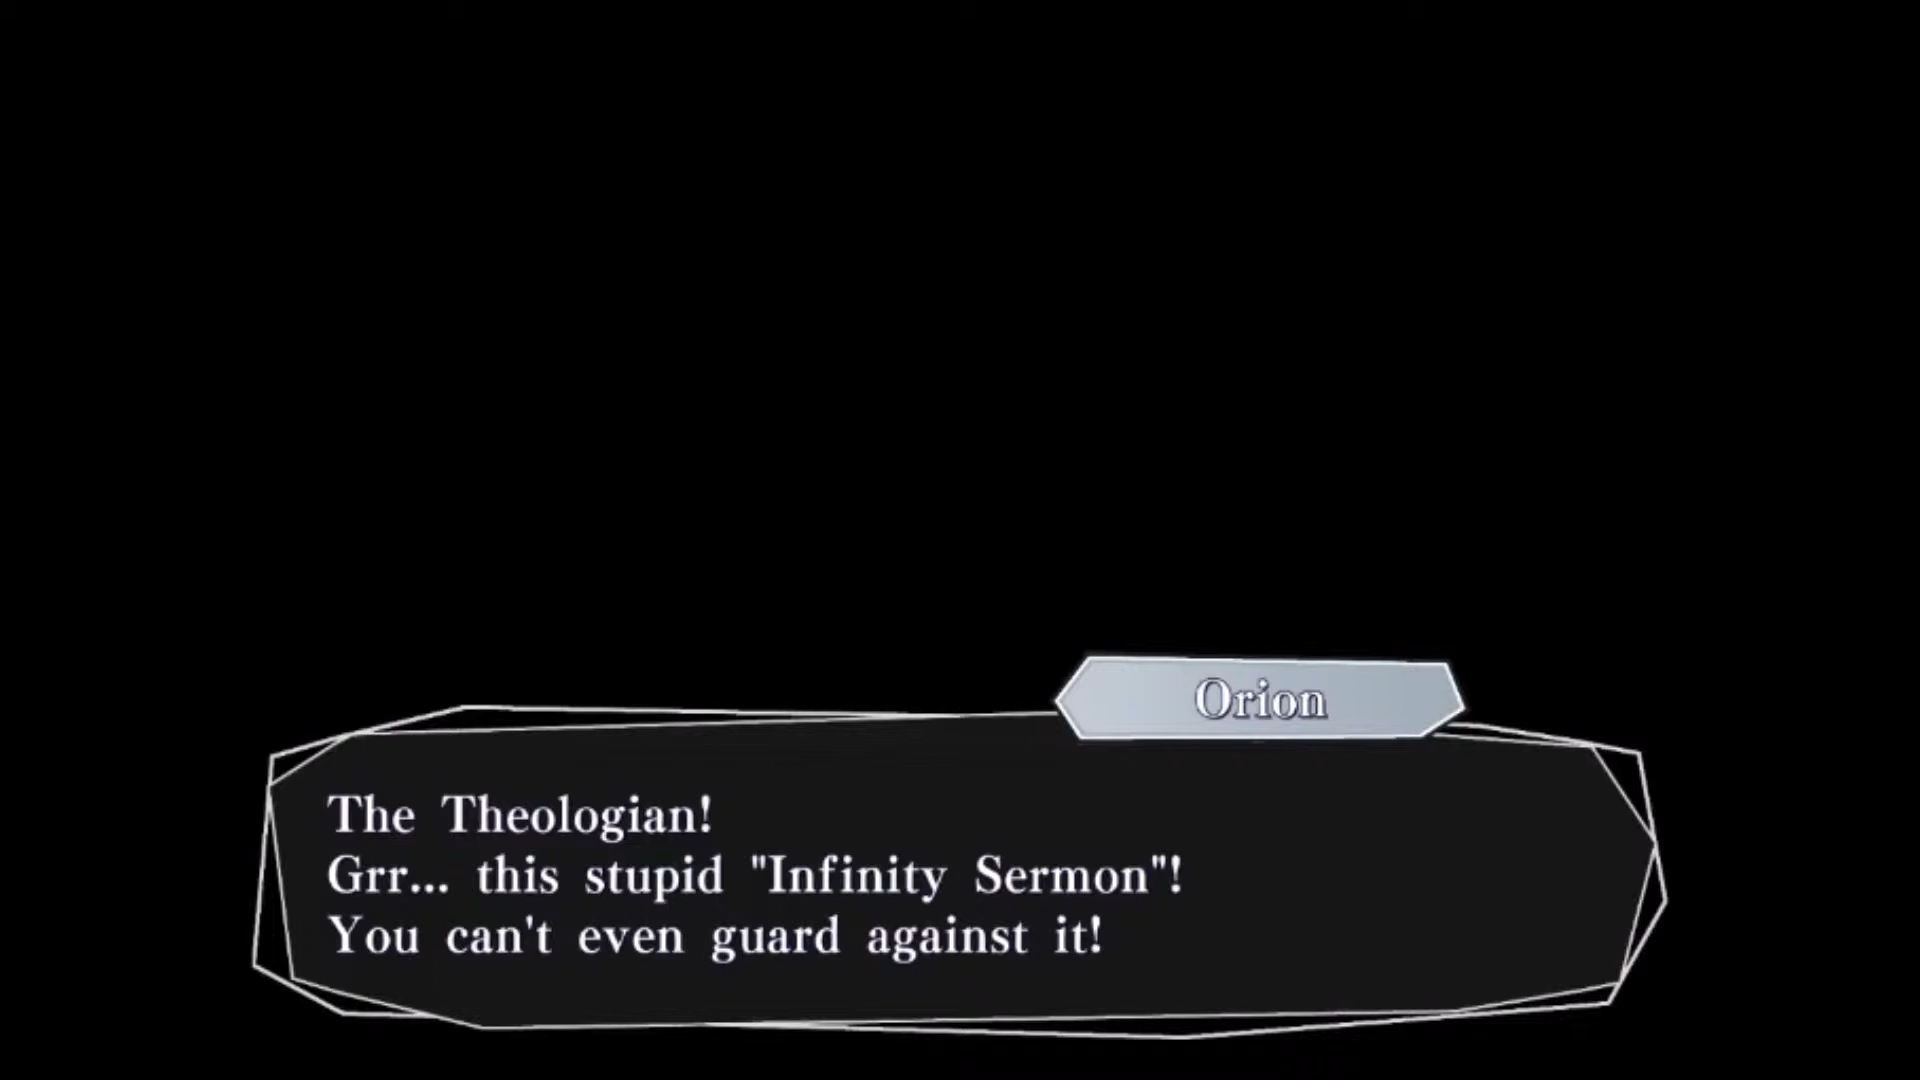 Orion
The Theologian!
Grr... this stupid "Infinity Sermon"!
You can't even guard against it!